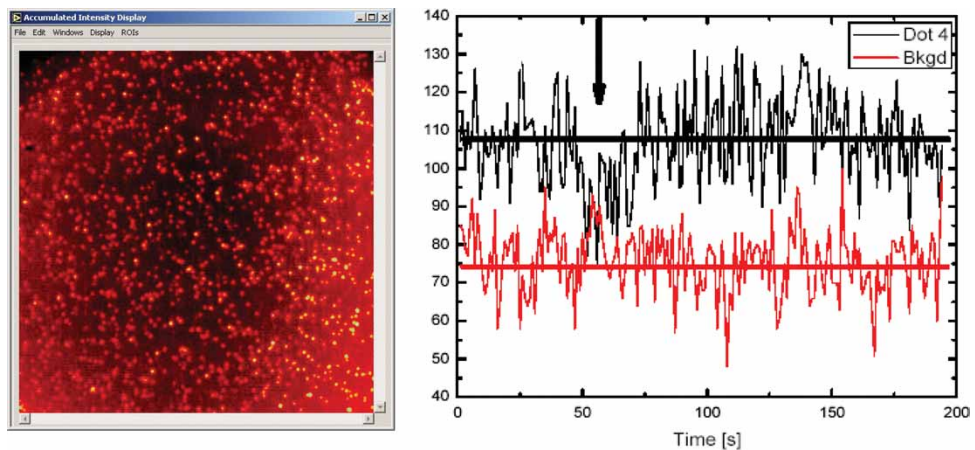 Accumulated Intensity Display
File Edit Windows Display ROIs
140
130
120
110
100
90
80
70
60
50
40
Dot 4
Bkgd
0 50 100 150 200
Time [s]